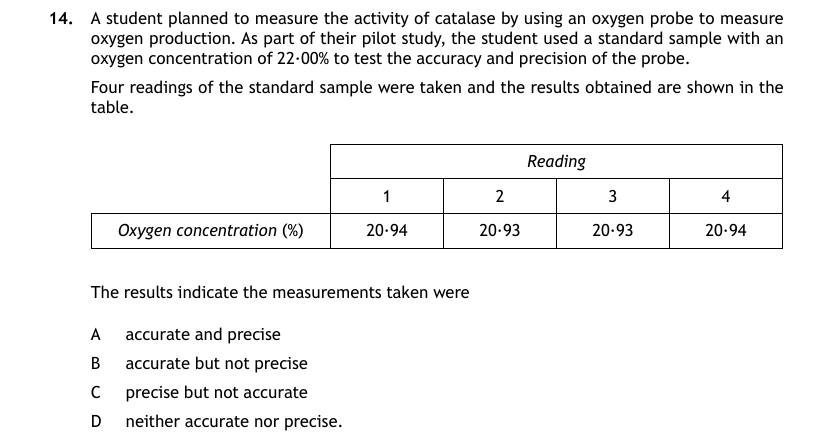 14. A student planned to measure the activity of catalase by using an oxygen probe to measure
oxygen production. As part of their pilot study, the student used a standard sample with an
oxygen concentration of 22·00% to test the accuracy and precision of the probe.
Four readings of the standard sample were taken and the results obtained are shown in the
table.
Reading
1 2 3 4
Oxygen concentration (%) 20·94 20·93 20·93 20·94
The results indicate the measurements taken were
A accurate and precise
B accurate but not precise
C precise but not accurate
D neither accurate nor precise.